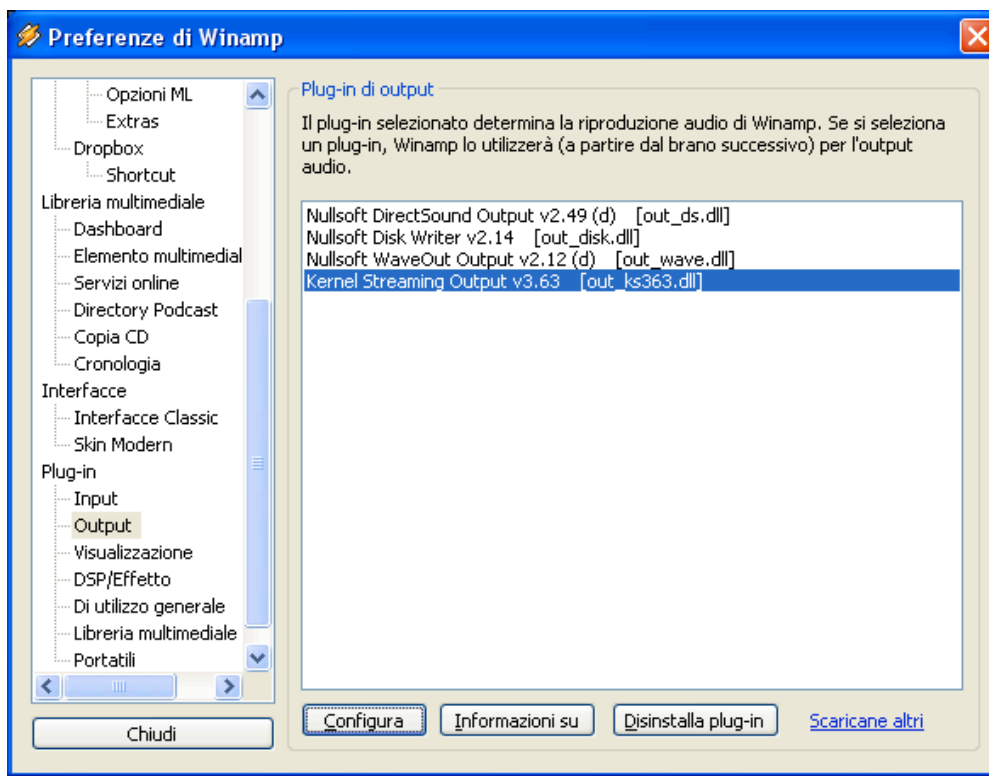 Preferenze di Winamp
Opzioni ML
Extras
Dropbox
Shortcut
Libreria multimediale
Dashboard
Elemento multimedial
Servizi online
Directory Podcast
Copia CD
Cronologia
Interfacce
Interfacce Classic
Skin Modern
Plug-in
Input
Output
Visualizzazione
DSP/Effetto
Di utilizzo generale
Libreria multimediale
Portatili
Chiudi
Plug-in di output
Il plug-in selezionato determina la riproduzione audio di Winamp. Se si seleziona
un plug-in, Winamp lo utilizzerà (a partire dal brano successivo) per l'output
audio.
Nullsoft DirectSound Output v2.49 (d) [out_ds.dll]
Nullsoft Disk Writer v2.14 [out_disk.dll]
Nullsoft WaveOut Output v2.12 (d) [out_wave.dll]
Kernel Streaming Output v3.63 [out_ks363.dll]
Configura
Informazioni su
Disinstalla plug-in
Scaricane altri